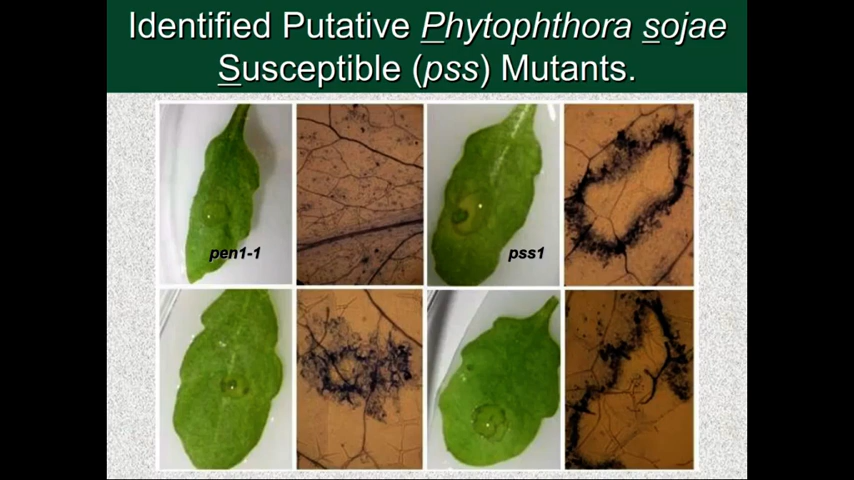 Identified Putative Phytophthora sojae
Susceptible (pss) Mutants.
pen1-1
pss1